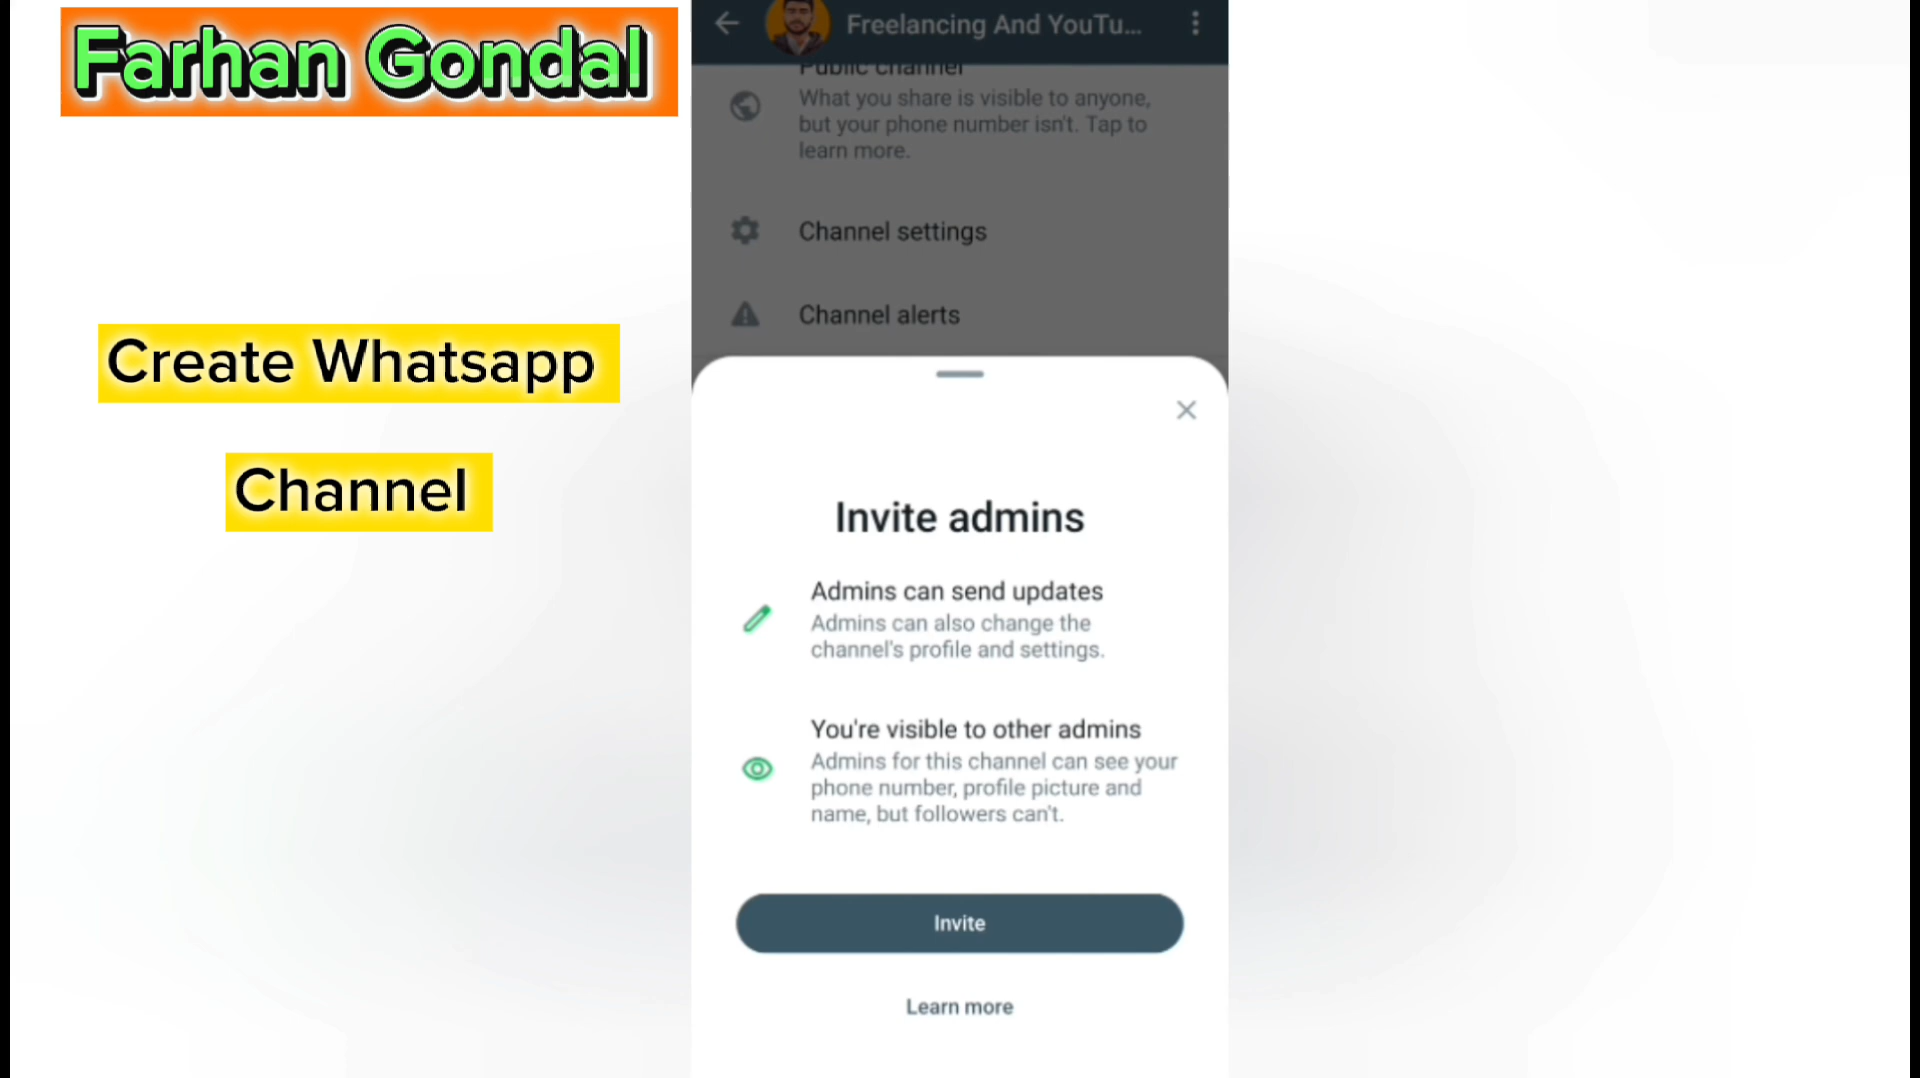 Farhan Gondal
Freelancing And YouTu...
Public channel
What you share is visible to anyone,
but your phone number isn't. Tap to
learn more.
Channel settings
Channel alerts
Create Whatsapp
Channel
Invite admins
Admins can send updates
Admins can also change the
channel's profile and settings.
You're visible to other admins
Admins for this channel can see your
phone number, profile picture and
name, but followers can't.
Invite
Learn more